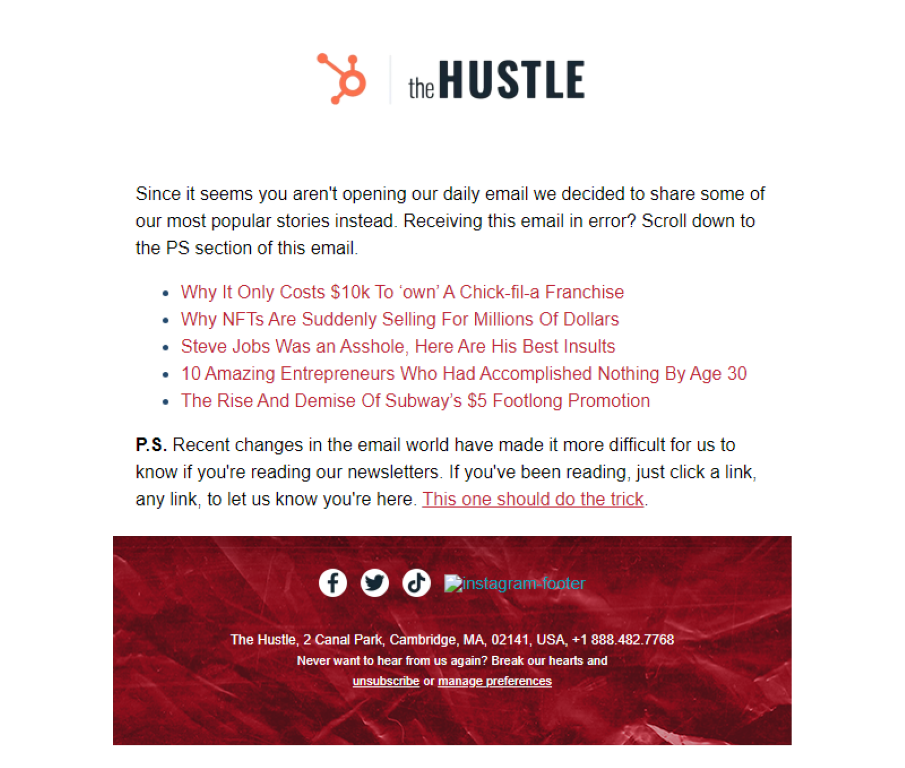 the HUSTLE
Since it seems you aren't opening our daily email we decided to share some of
our most popular stories instead. Receiving this email in error? Scroll down to
the PS section of this email.
• Why It Only Costs $10k To ‘own’ A Chick-fil-a Franchise
• Why NFTs Are Suddenly Selling For Millions Of Dollars
• Steve Jobs Was an Asshole, Here Are His Best Insults
• 10 Amazing Entrepreneurs Who Had Accomplished Nothing By Age 30
• The Rise And Demise Of Subway’s $5 Footlong Promotion
P.S. Recent changes in the email world have made it more difficult for us to
know if you're reading our newsletters. If you've been reading, just click a link,
any link, to let us know you're here. This one should do the trick.
instagram-footer
The Hustle, 2 Canal Park, Cambridge, MA, 02141, USA, +1 888.482.7768
Never want to hear from us again? Break our hearts and
unsubscribe or manage preferences